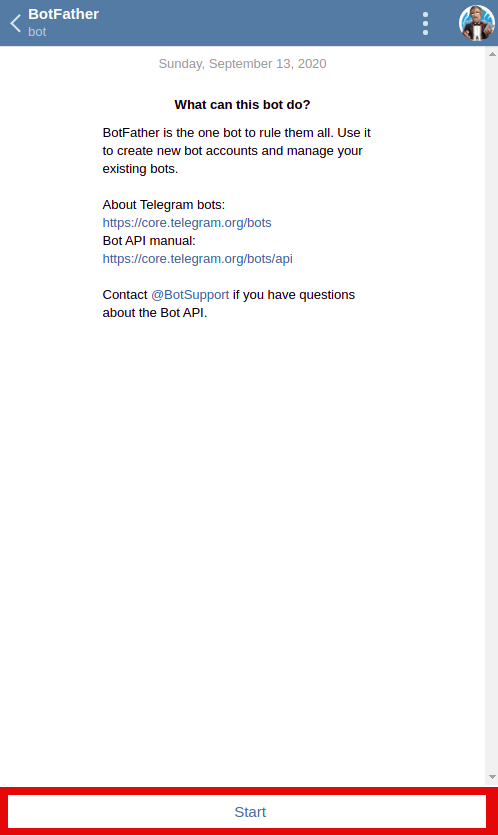 BotFather
bot
Sunday, September 13, 2020
What can this bot do?
BotFather is the one bot to rule them all. Use it
to create new bot accounts and manage your
existing bots.
About Telegram bots:
https://core.telegram.org/bots
Bot API manual:
https://core.telegram.org/bots/api
Contact @BotSupport if you have questions
about the Bot API.
Start